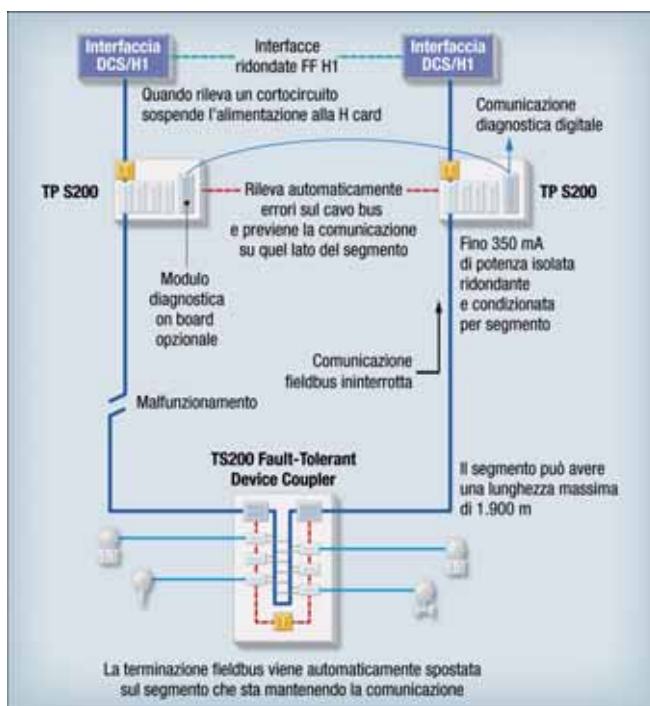 Interfaccia
DCS/H1
Interfacce
ridondate FF H1
Interfaccia
DCS/H1
Quando rileva un cortocircuito
sospende l'alimentazione alla H card
Comunicazione
diagnostica digitale
T
T
TP S200
Rileva automaticamente
errori sul cavo bus
e previene la comunicazione
su quel lato del segmento
TP S200
Modulo
diagnostica
on board
opzionale
Fino 350 mA
di potenza isolata
ridondante
e condizionata
per segmento
Comunicazione
fieldbus ininterrotta
Malfunzionamento
TS200 Fault-Tolerant
Device Coupler
Il segmento può avere
una lunghezza massima
di 1.900 m
T
La terminazione fieldbus viene automaticamente spostata
sul segmento che sta mantenendo la comunicazione